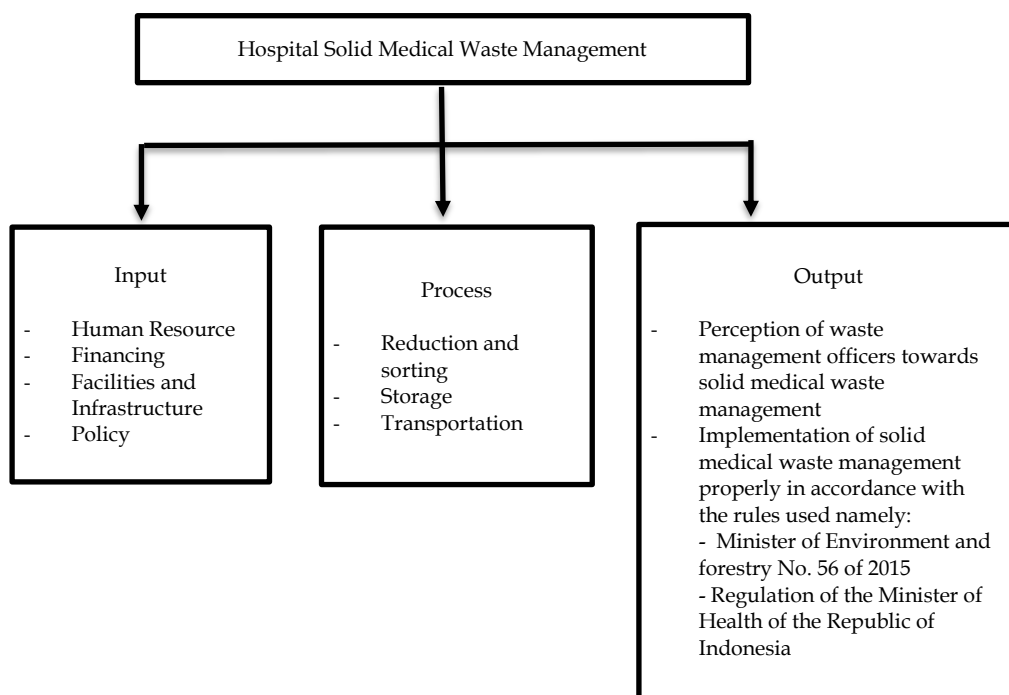 Hospital Solid Medical Waste Management
Input
- Human Resource
- Financing
- Facilities and
Infrastructure
- Policy
Process
- Reduction and
sorting
- Storage
- Transportation
Output
- Perception of waste
management officers towards
solid medical waste
management
- Implementation of solid
medical waste management
properly in accordance with
the rules used namely:
- Minister of Environment and
forestry No. 56 of 2015
- Regulation of the Minister of
Health of the Republic of
Indonesia